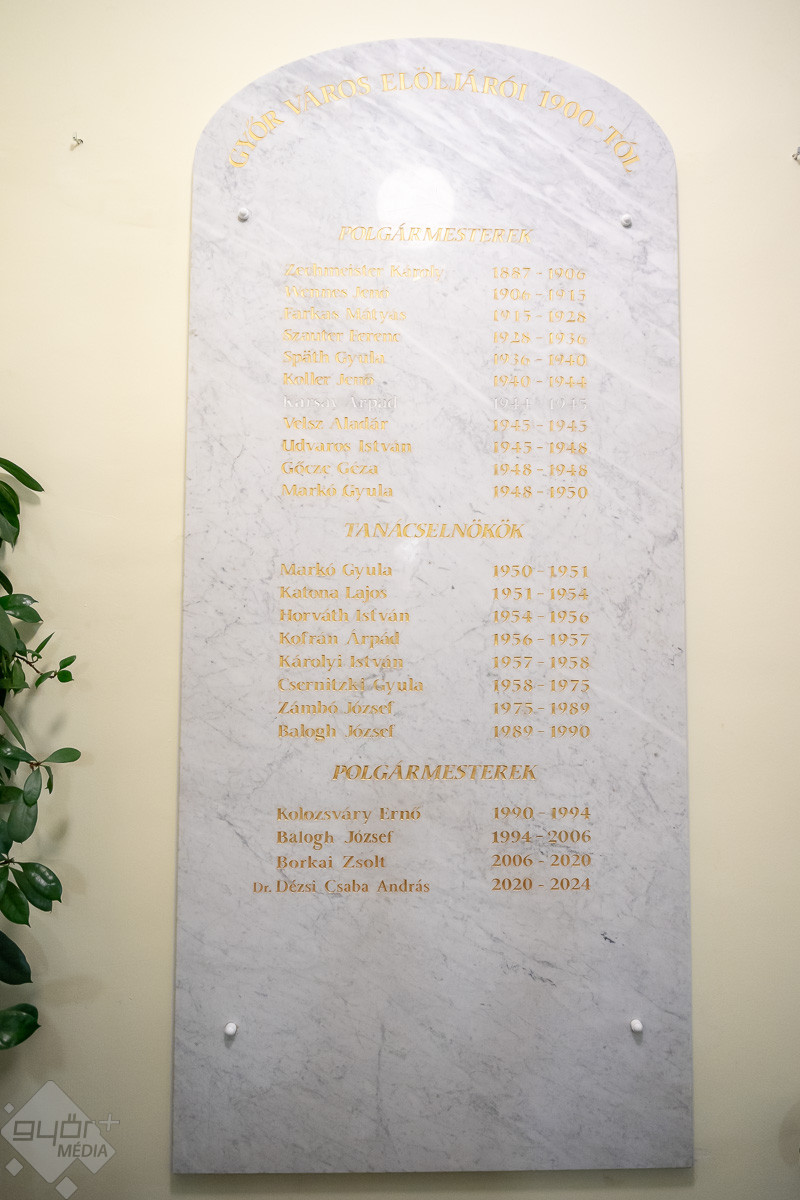 GYŐR VÁROS ELÖLJÁRÓI 1900-TÓL
POLGÁRMESTEREK
Zechmeister Károly 1887 - 1906
Wennes Jenő 1906 - 1915
Farkas Mátyás 1915 - 1928
Szauter Ferenc 1928 - 1936
Späth Gyula 1936 - 1940
Koller Jenő 1940 - 1944
Karsay Árpád 1944 - 1945
Velsz Aladár 1945 - 1945
Udvaros István 1945 - 1948
Gőcze Géza 1948 - 1948
Markó Gyula 1948 - 1950
TANÁCSELNÖKÖK
Markó Gyula 1950 - 1951
Katona Lajos 1951 - 1954
Horváth István 1954 - 1956
Kofrán Árpád 1956 - 1957
Károlyi István 1957 - 1958
Csernitzki Gyula 1958 - 1975
Zámbó József 1975 - 1989
Balogh József 1989 - 1990
POLGÁRMESTEREK
Kolozsváry Ernő 1990 - 1994
Balogh József 1994 - 2006
Borkai Zsolt 2006 - 2020
Dr. Dézsi Csaba András 2020 - 2024
győr+
MÉDIA